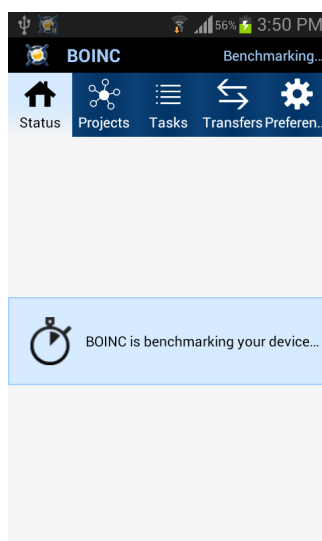 56% 3:50 PM
BOINC Benchmarking...
Status Projects Tasks Transfers Preferen..
BOINC is benchmarking your device...